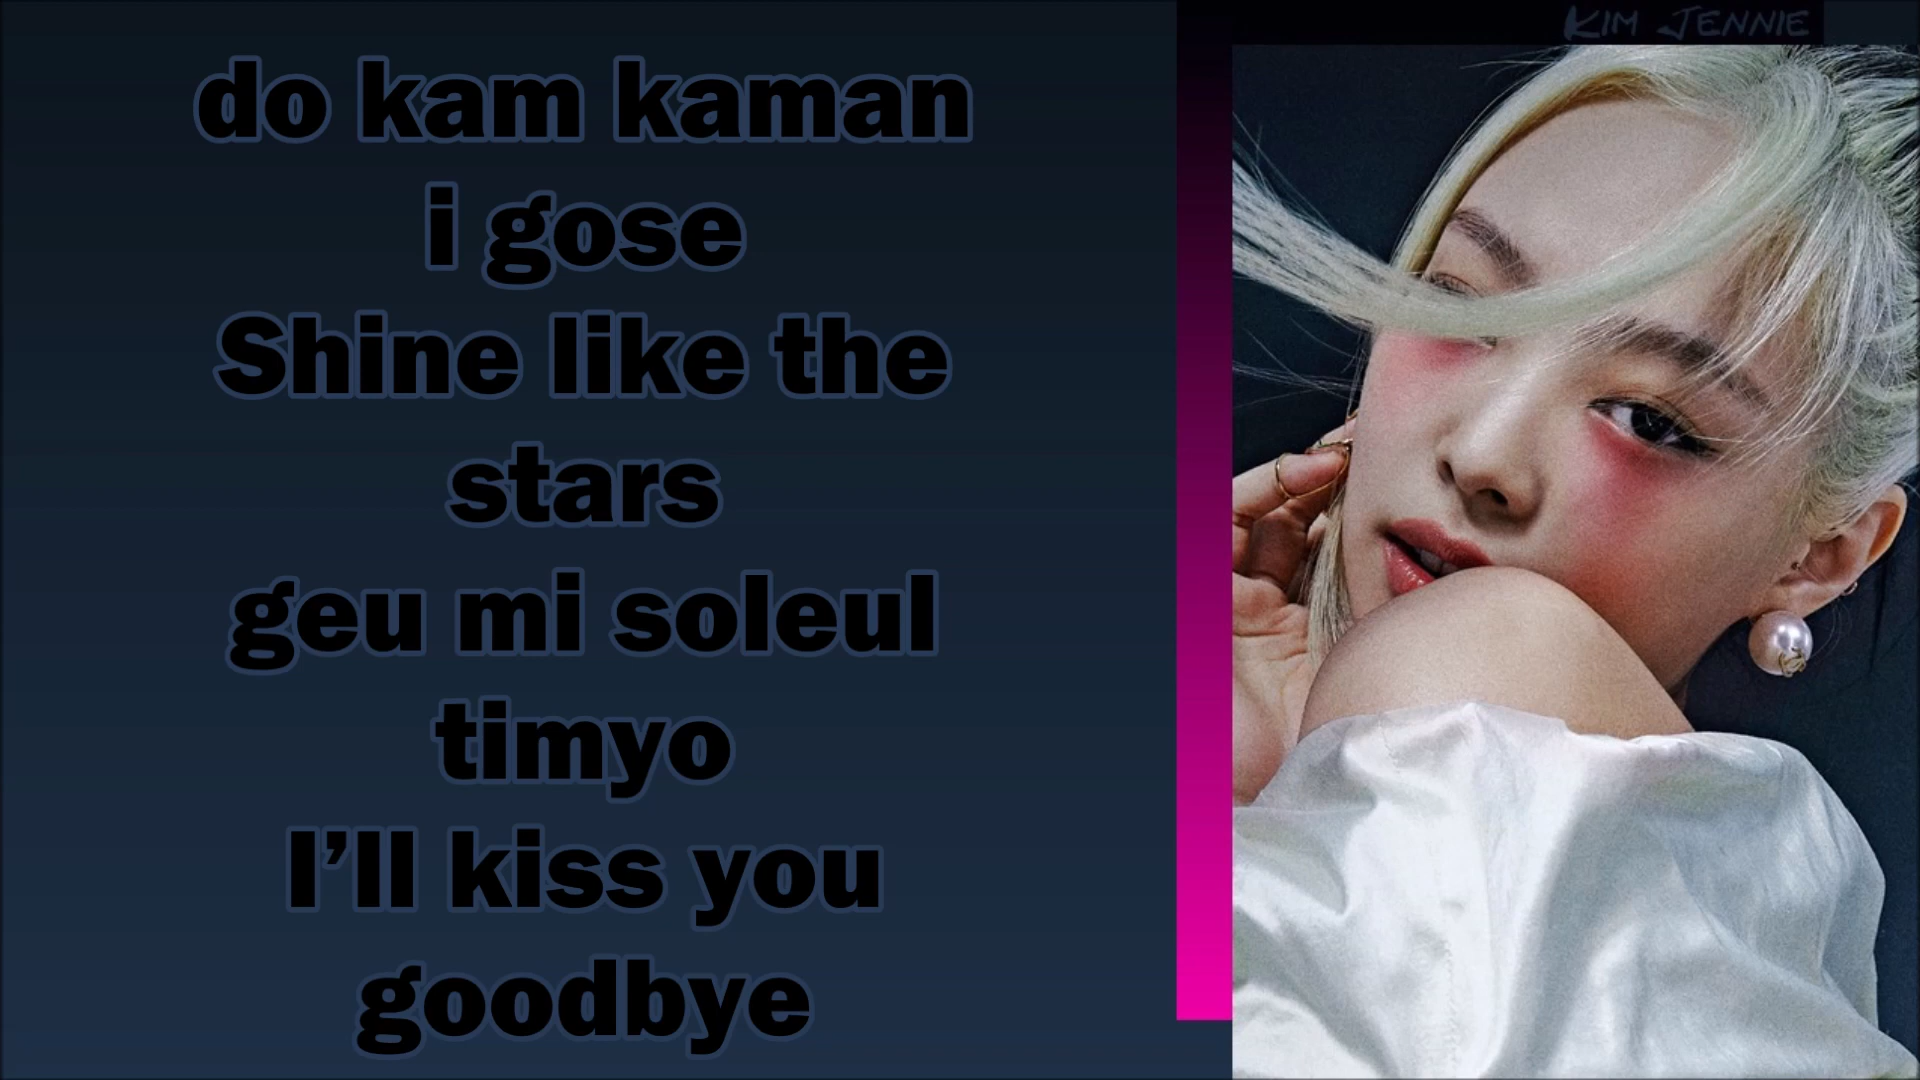 do kam kaman
i gose
Shine like the
stars
geu mi soleul
timyo
I’ll kiss you
goodbye
KIM JENNIE